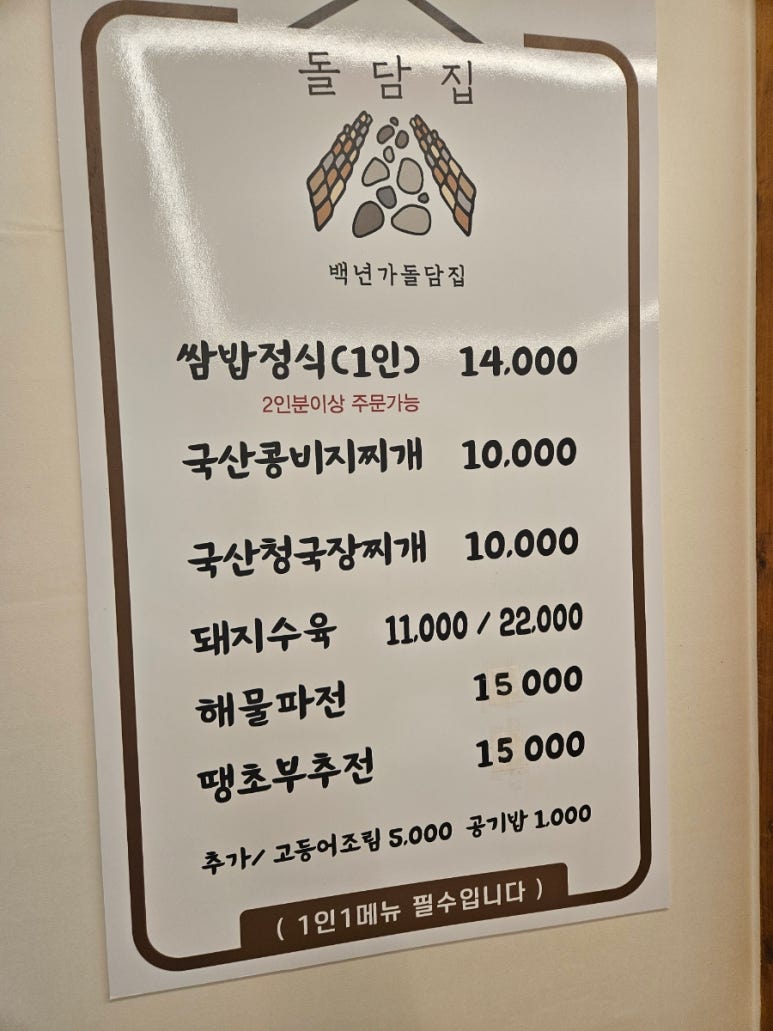 돌담집
백년가돌담집
쌈밥정식(1인) 14,000
2인분이상 주문가능
국산콩비지찌개 10,000
국산청국장찌개 10,000
돼지수육 11,000 / 22,000
해물파전 15 000
땡초부추전 15 000
추가/ 고등어조림 5,000 공기밥 1,000
( 1인1메뉴 필수입니다 )